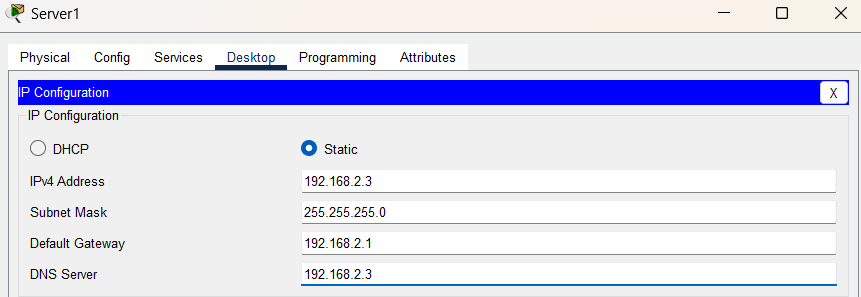 Server1
Physical Config Services Desktop Programming Attributes
IP Configuration X
IP Configuration
DHCP Static
IPv4 Address 192.168.2.3
Subnet Mask 255.255.255.0
Default Gateway 192.168.2.1
DNS Server 192.168.2.3